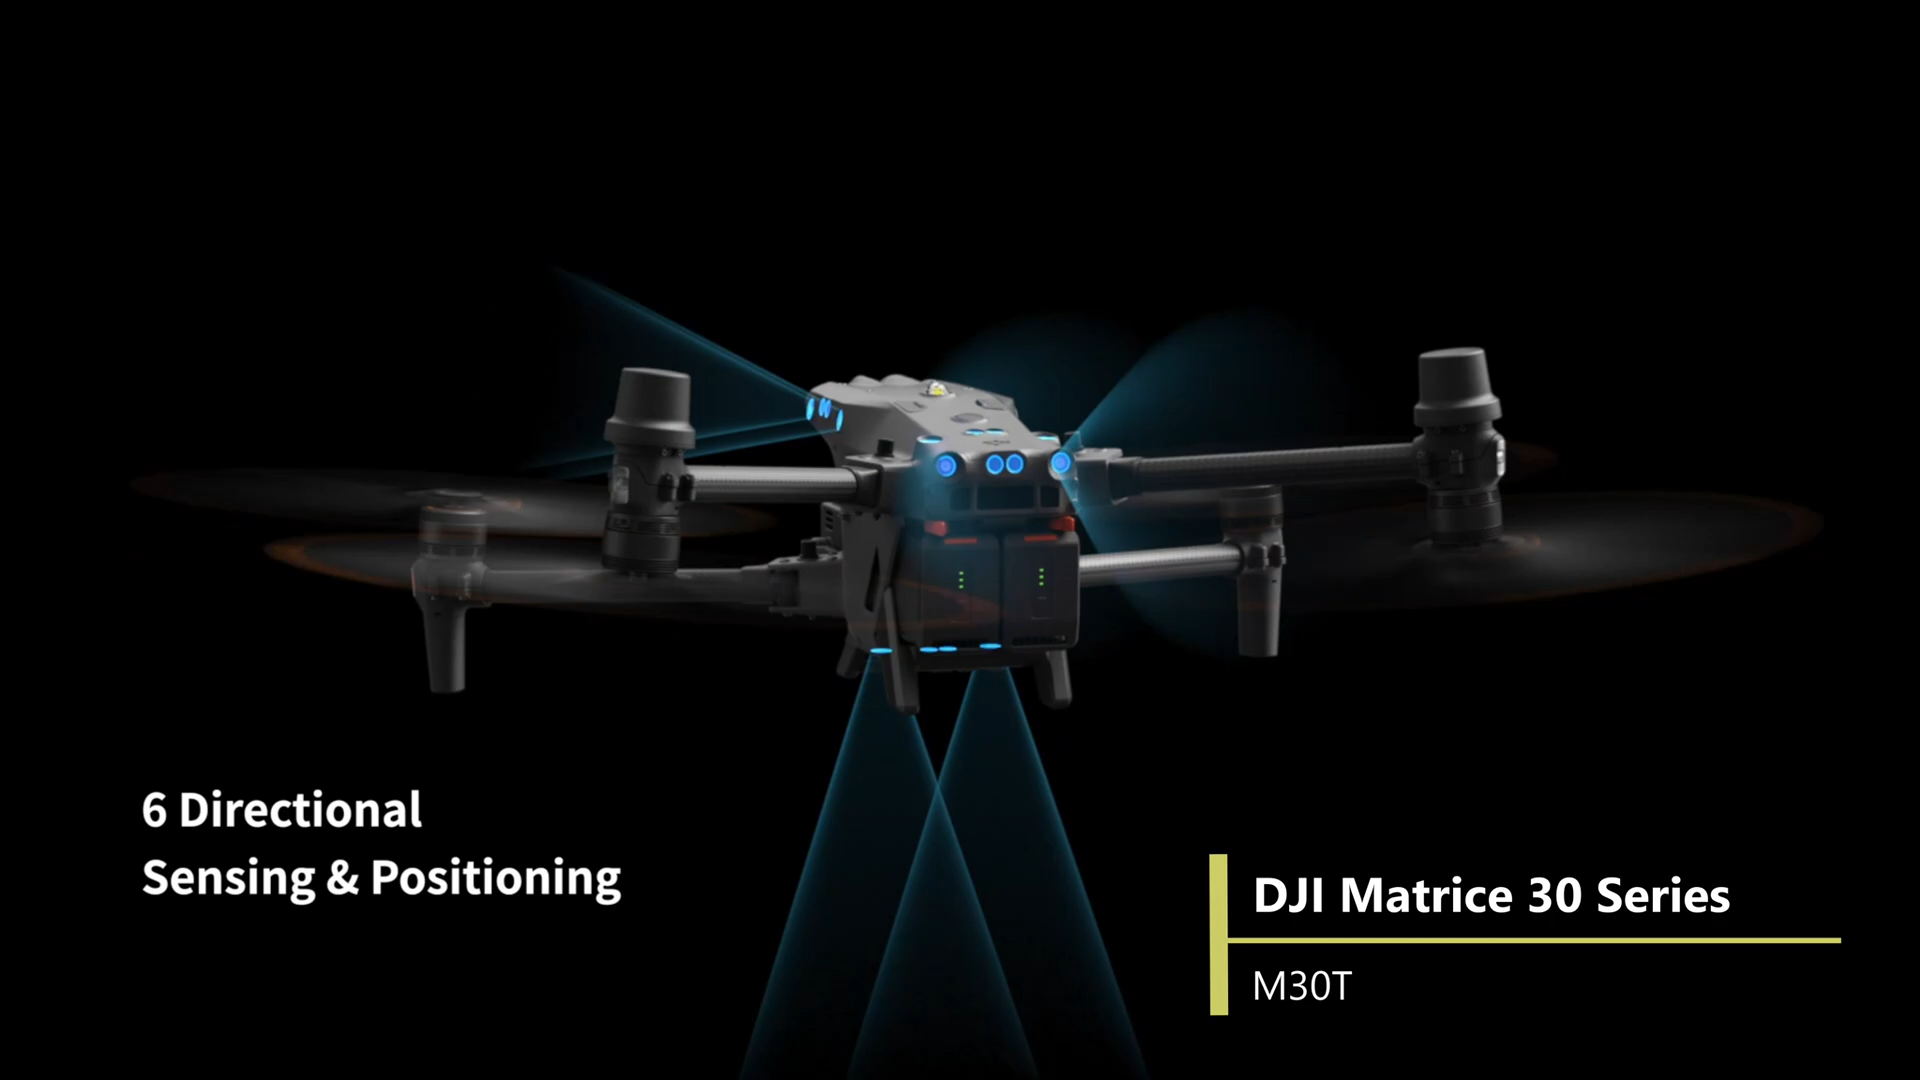 6 Directional
Sensing & Positioning
DJI Matrice 30 Series
M30T